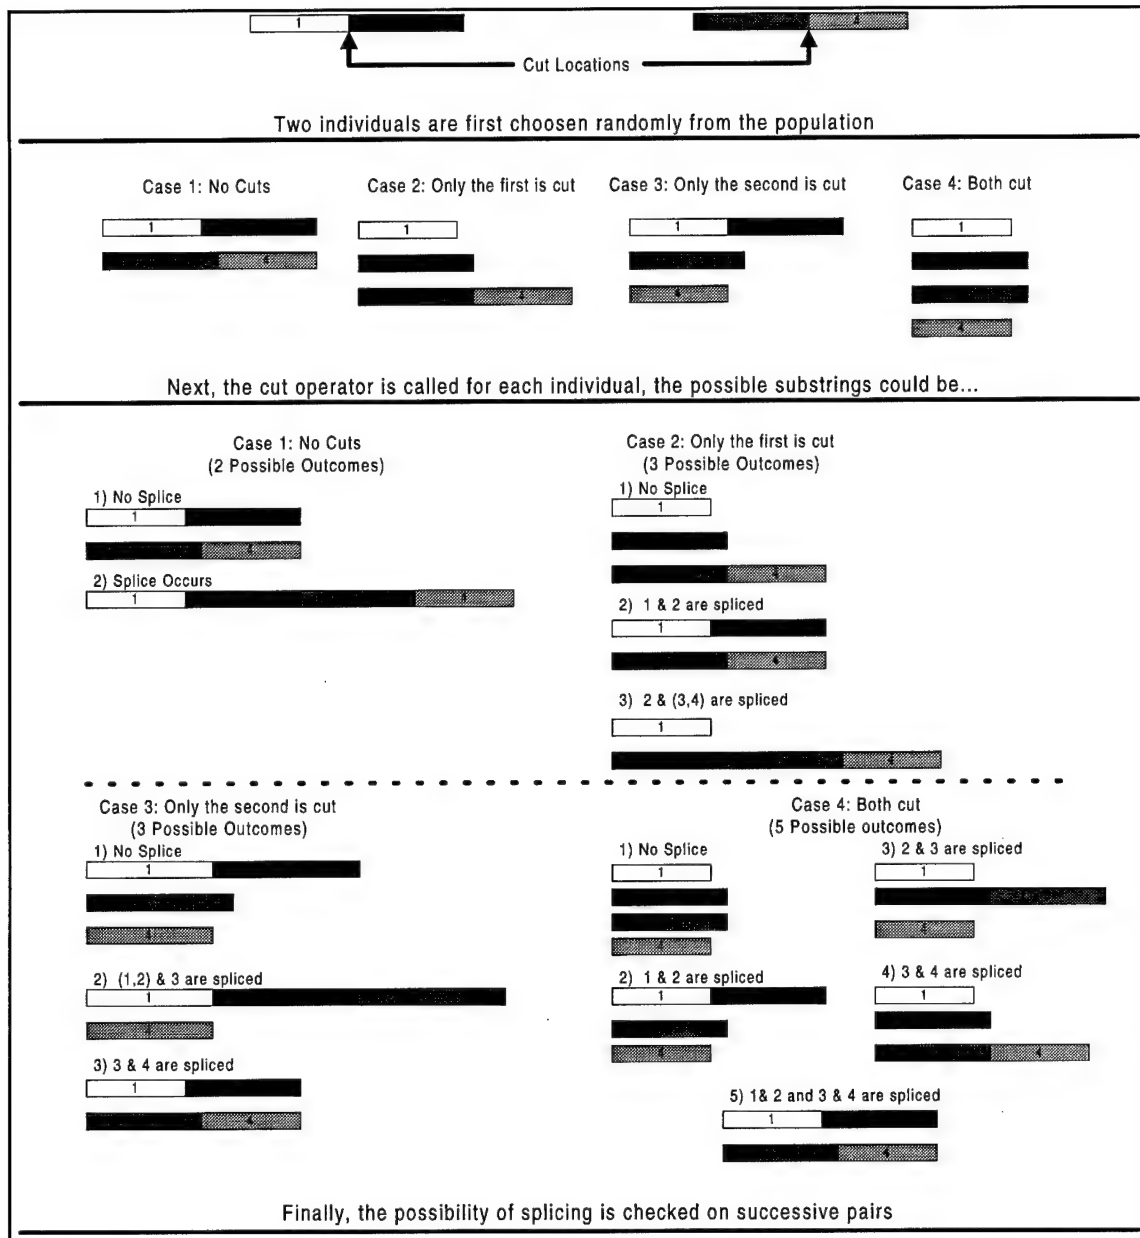 1
4
Cut Locations
Two individuals are first choosen randomly from the population
Case 1: No Cuts
1
4
Case 2: Only the first is cut
1
4
Case 3: Only the second is cut
1
4
Case 4: Both cut
1
4
Next, the cut operator is called for each individual, the possible substrings could be...
Case 1: No Cuts
(2 Possible Outcomes)
1) No Splice
1
4
2) Splice Occurs
1
4
Case 2: Only the first is cut
(3 Possible Outcomes)
1) No Splice
1
4
2) 1 & 2 are spliced
1
4
3) 2 & (3,4) are spliced
1
4
Case 3: Only the second is cut
(3 Possible Outcomes)
1) No Splice
1
4
2) (1,2) & 3 are spliced
1
4
3) 3 & 4 are spliced
1
4
Case 4: Both cut
(5 Possible outcomes)
1) No Splice
1
4
2) 1 & 2 are spliced
1
4
3) 2 & 3 are spliced
1
4
4) 3 & 4 are spliced
1
4
5) 1& 2 and 3 & 4 are spliced
1
4
Finally, the possibility of splicing is checked on successive pairs